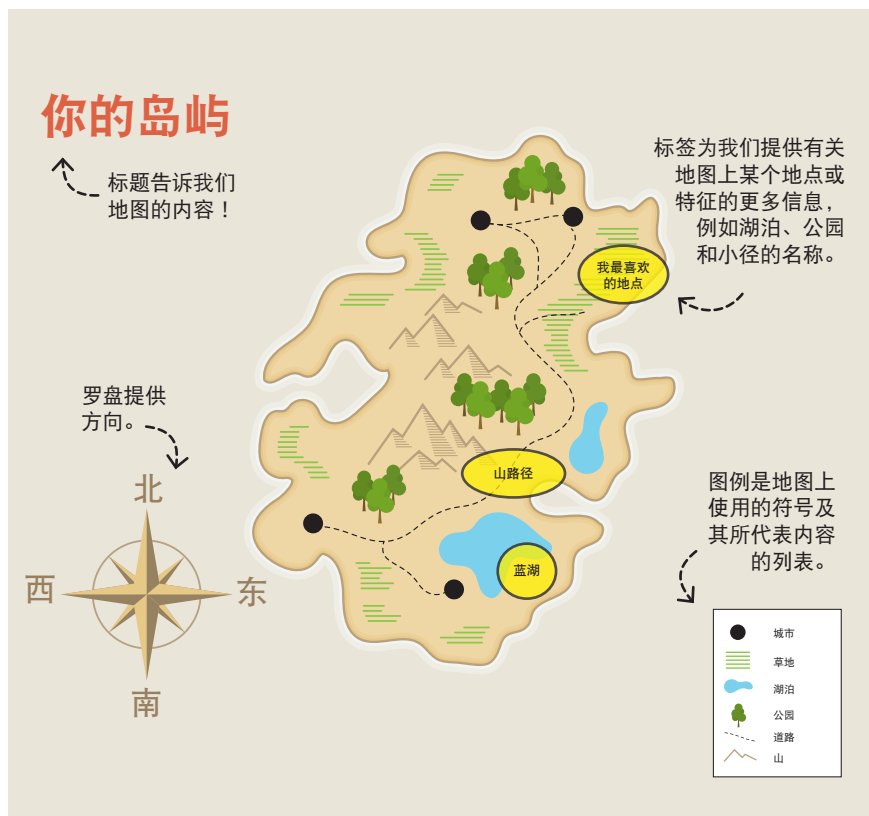 你的岛屿
标题告诉我们
地图的内容！
标签为我们提供有关
地图上某个地点或
特征的更多信息，
例如湖泊、公园
和小径的名称。
我最喜欢
的地点
罗盘提供
方向。
北
西
东
南
山路径
蓝湖
图例是地图上
使用的符号及
其所代表内容
的列表。
城市
草地
湖泊
公园
道路
山